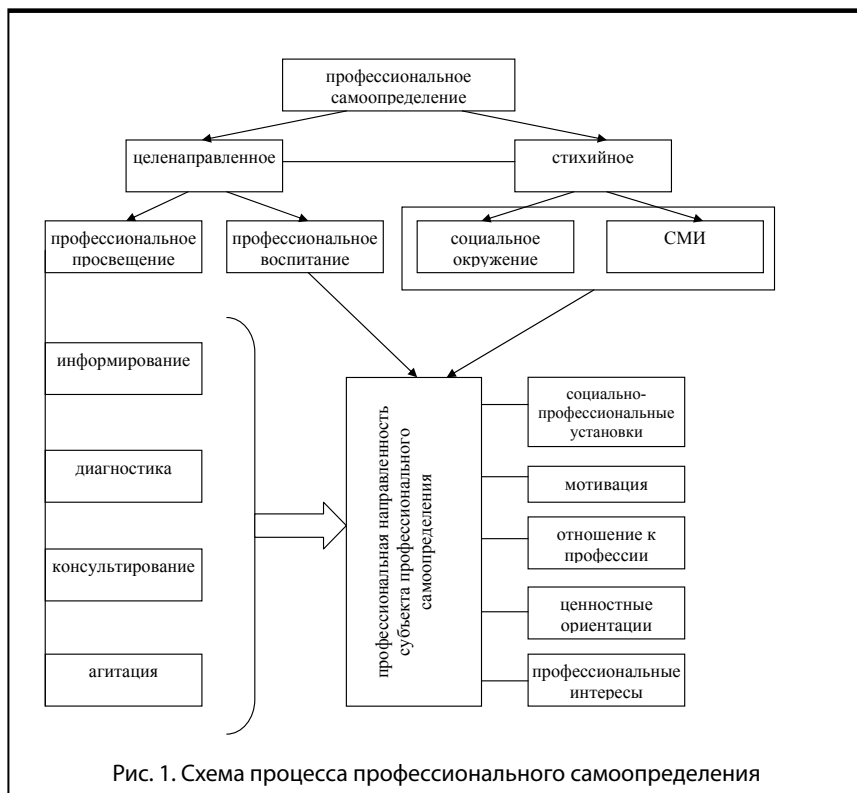 профессиональное
самоопределение
целенаправленное
стихийное
профессиональное
просвещение
профессиональное
воспитание
социальное
окружение
СМИ
информирование
диагностика
консультирование
агитация
профессиональная направленность
субъекта профессионального
самоопределения
социально-
профессиональные
установки
мотивация
отношение к
профессии
ценностные
ориентации
профессиональные
интересы
Рис. 1. Схема процесса профессионального самоопределения